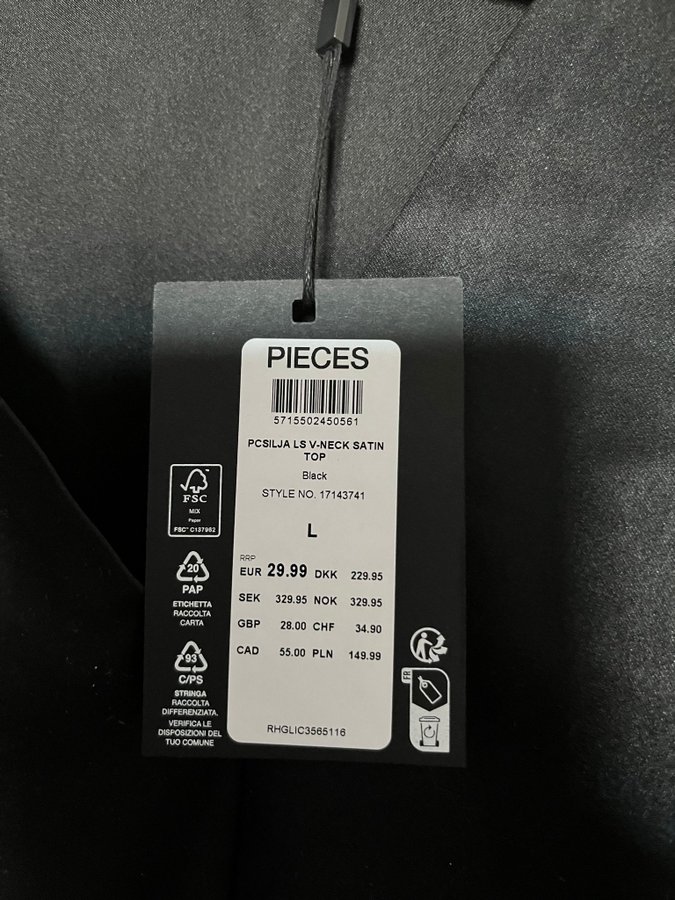 PIECES
5715502450561
PCSILJA LS V-NECK SATIN
TOP
Black
STYLE NO. 17143741
L
RRP
EUR 29.99 DKK 229.95
SEK 329.95 NOK 329.95
GBP 28.00 CHF 34.90
CAD 55.00 PLN 149.99
RHGLIC3565116
FSC
MIX
Paper
FSC™ C137962
20
PAP
ETICHETTA
RACCOLTA
CARTA
93
C/PS
STRINGA
RACCOLTA
DIFFERENZIATA.
VERIFICA LE
DISPOSIZIONI DEL
TUO COMUNE
FR